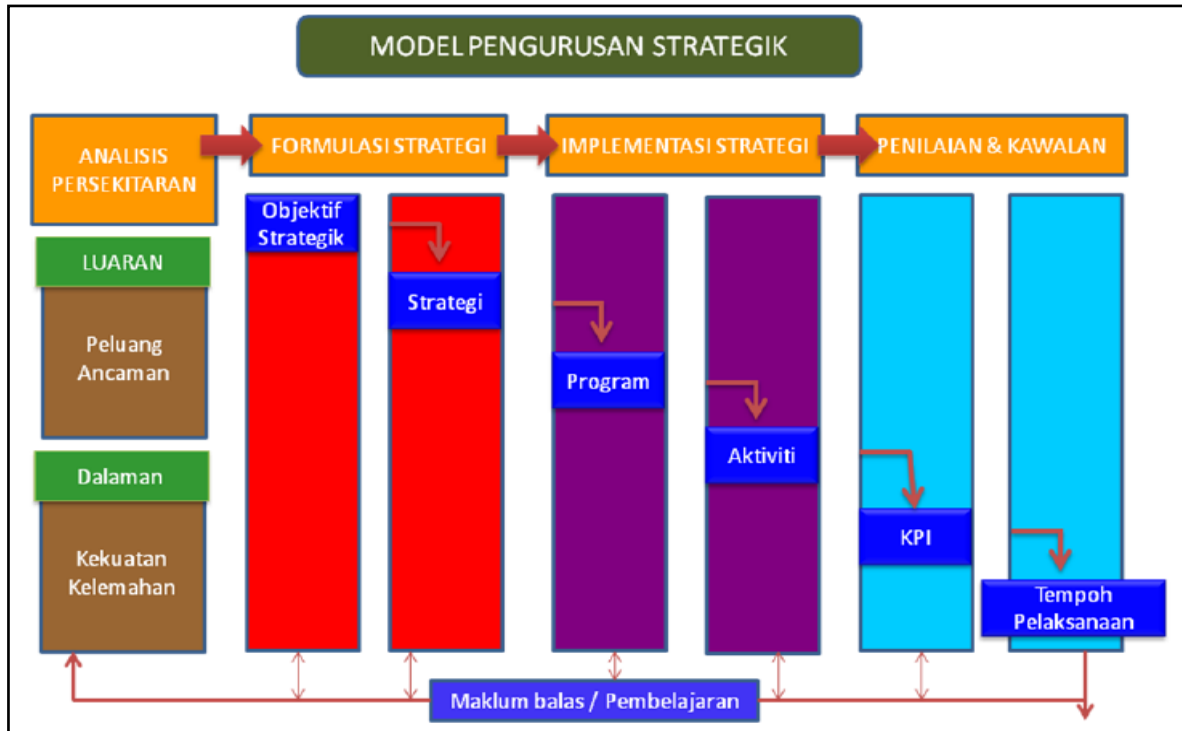 MODEL PENGURUSAN STRATEGIK
ANALISIS
PERSEKITARAN
FORMULASI STRATEGI
IMPLEMENTASI STRATEGI
PENILAIAN & KAWALAN
LUARAN
Peluang
Ancaman
Dalaman
Kekuatan
Kelemahan
Objektif
Strategik
Strategi
Program
Aktiviti
KPI
Tempoh
Pelaksanaan
Maklum balas / Pembelajaran